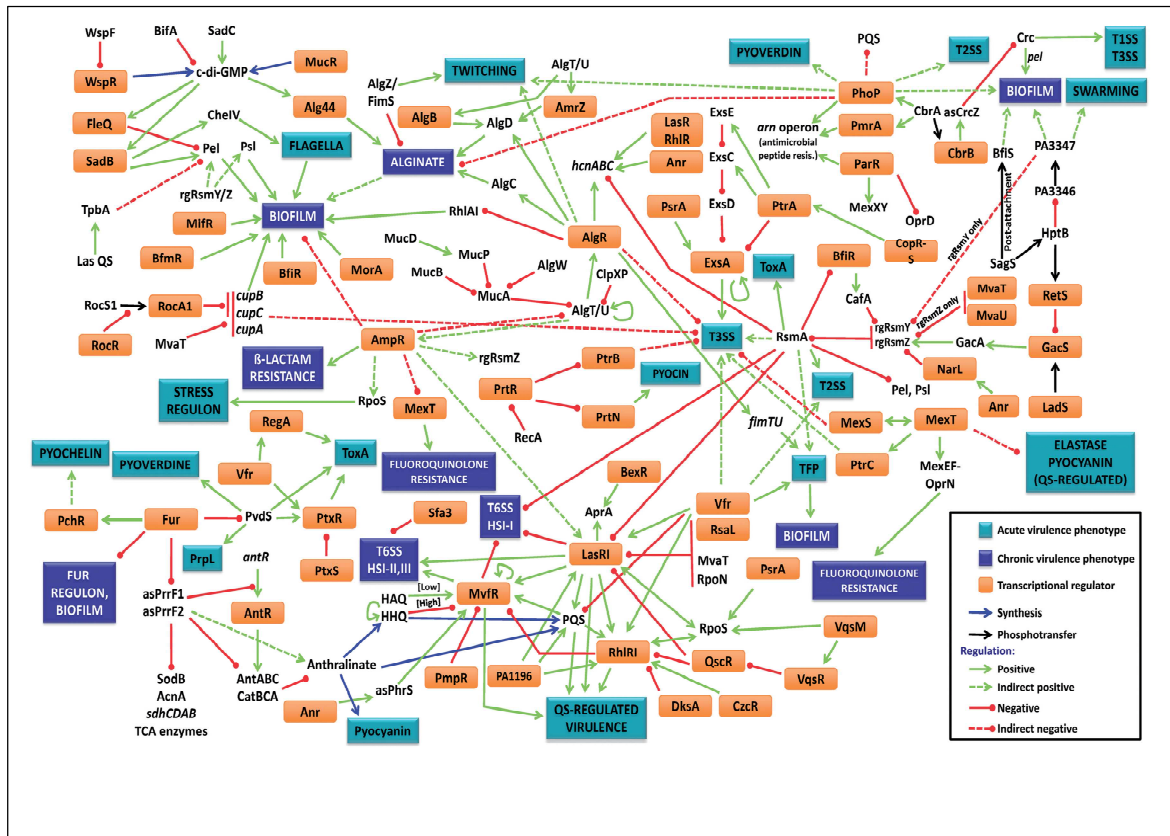 WspF
BifA
SadC
WspR
c-di-GMP
MucR
FleQ
Alg44
SadB
CheIV
Pel
Psl
FLAGELLA
rgRsmY/Z
TpbA
MIfR
BIOFILM
Las QS
BfmR
BfiR
MorA
RocS1
RocA1
cupB
cupC
cupA
RocR
MvaT
AlgZ/
FimS
TWITCHING
AlgT/U
AlgB
AmrZ
AlgD
ALGINATE
AlgC
RhlAI
AlgR
MucD
MucP
MucB
AlgW
ClpXP
MucA
AlgT/U
AmpR
ß-LACTAM
RESISTANCE
rgRsmZ
STRESS
REGULON
RpoS
MexT
FLUOROQUINOLONE
RESISTANCE
PtrB
PrtR
PYOCIN
PrtN
RecA
PYOVERDIN
PQS
T2SS
Crc
pel
T1SS
T3SS
PhoP
BIOFILM
SWARMING
LasR
RhlR
ExsE
arn operon
(antimicrobial
peptide resis.)
PmrA
CbrA
asCrcZ
CbrB
hcnABC
Anr
ExsC
ParR
BflS
PA3347
PsrA
ExsD
PtrA
MexXY
OprD
Post-attachment
PA3346
ExsA
ToxA
CopR-
S
BfiR
rgRsmY only
SagS
HptB
CafA
rgRsmZ only
MvaT
MvaU
RetS
T3SS
RsmA
rgRsmY
rgRsmZ
GacA
GacS
T2SS
Pel, Psl
NarL
Anr
LadS
fimTU
MexS
MexT
PtrC
ELASTASE
PYOCYANIN
(QS-REGULATED)
MexEF-
OprN
TFP
BIOFILM
FLUOROQUINOLONE
RESISTANCE
RegA
PYOCHELIN
PYOVERDINE
ToxA
Vfr
PchR
Fur
PvdS
PtxR
PrpL
PtxS
FUR
REGULON,
BIOFILM
antR
asPrrF1
asPrrF2
AntR
SodB
AcnA
sdhCDAB
TCA enzymes
AntABC
CatBCA
Anthralinate
Anr
asPhrS
Pyocyanin
Sfa3
T6SS
HSI-I
T6SS
HSI-II,III
BexR
AprA
LasRI
Vfr
RsaL
MvaT
RpoN
HAQ
[Low]
HHQ
[High]
MvfR
PQS
PsrA
RpoS
VqsM
RhlRI
QscR
VqsR
PmpR
PA1196
DksA
CzcR
QS-REGULATED
VIRULENCE
Acute virulence phenotype
Chronic virulence phenotype
Transcriptional regulator
Synthesis
Phosphotransfer
Regulation:
Positive
Indirect positive
Negative
Indirect negative